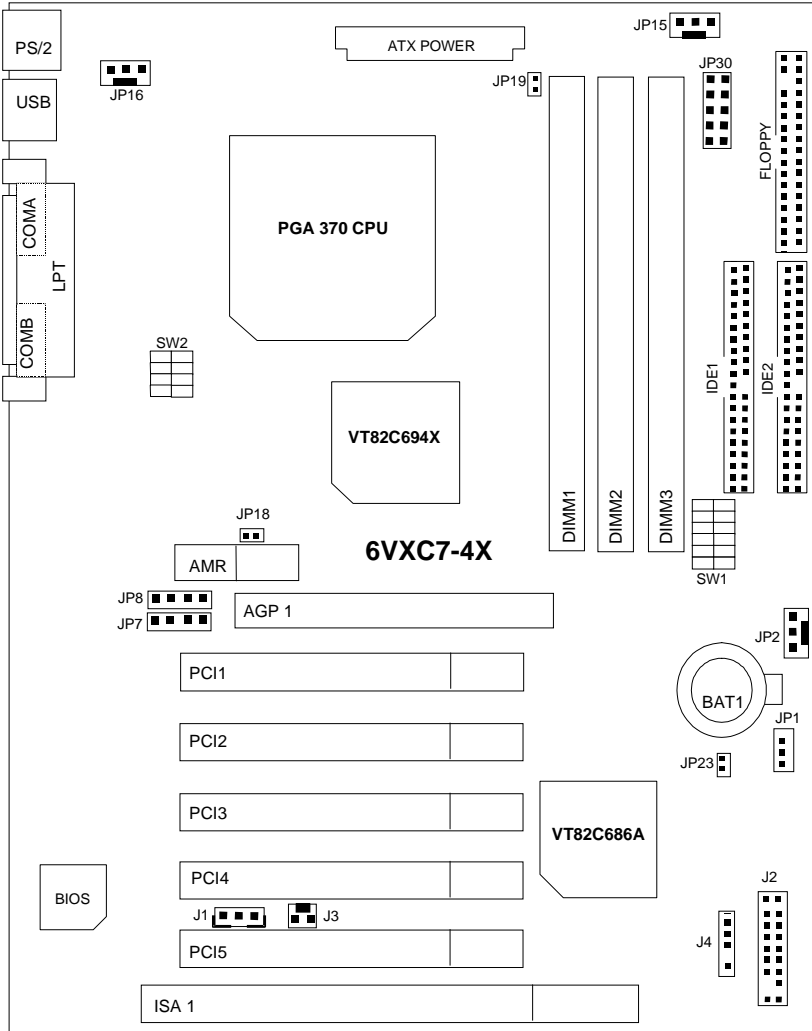 PS/2
ATX POWER
JP15
JP16
JP19
JP30
USB
FLOPPY
COMA
LPT
COMB
PGA 370 CPU
SW2
IDE1
IDE2
VT82C694X
DIMM1
DIMM2
DIMM3
JP18
6VXC7-4X
AMR
SW1
JP8
JP7
AGP 1
JP2
PCI1
BAT1
JP1
PCI2
JP23
PCI3
VT82C686A
PCI4
BIOS
J2
J1
J3
J4
PCI5
ISA 1